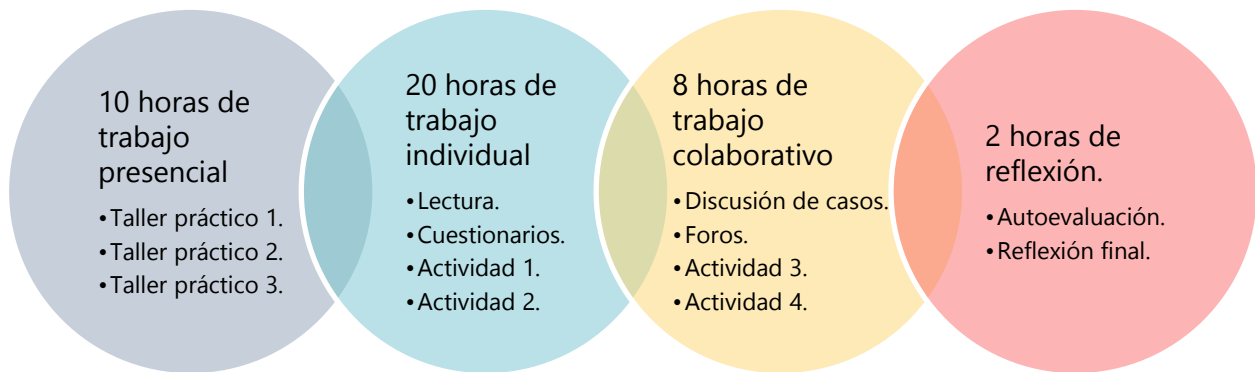 10 horas de
trabajo
presencial
•Taller práctico 1.
•Taller práctico 2.
•Taller práctico 3.
20 horas de
trabajo
individual
•Lectura.
•Cuestionarios.
•Actividad 1.
•Actividad 2.
8 horas de
trabajo
colaborativo
•Discusión de casos.
•Foros.
•Actividad 3.
•Actividad 4.
2 horas de
reflexión.
•Autoevaluación.
•Reflexión final.